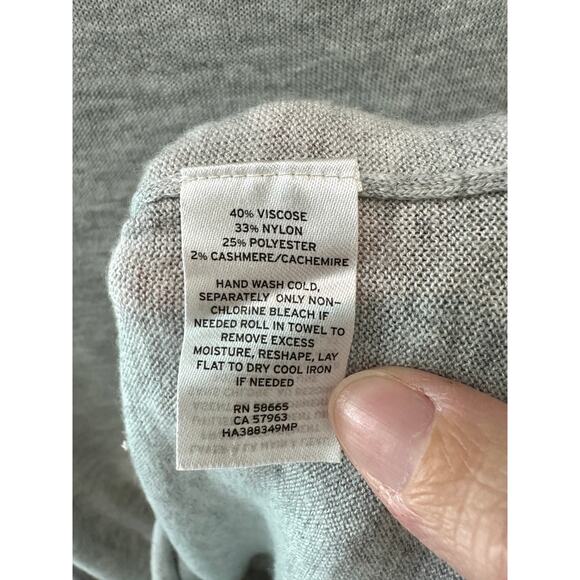 40% VISCOSE
33% NYLON
25% POLYESTER
2% CASHMERE/CACHEMIRE
HAND WASH COLD,
SEPARATELY ONLY NON-
CHLORINE BLEACH IF
NEEDED ROLL IN TOWEL TO
REMOVE EXCESS
MOISTURE, RESHAPE, LAY
FLAT TO DRY COOL IRON
IF NEEDED
RN 58665
CA 57963
HA388349MP